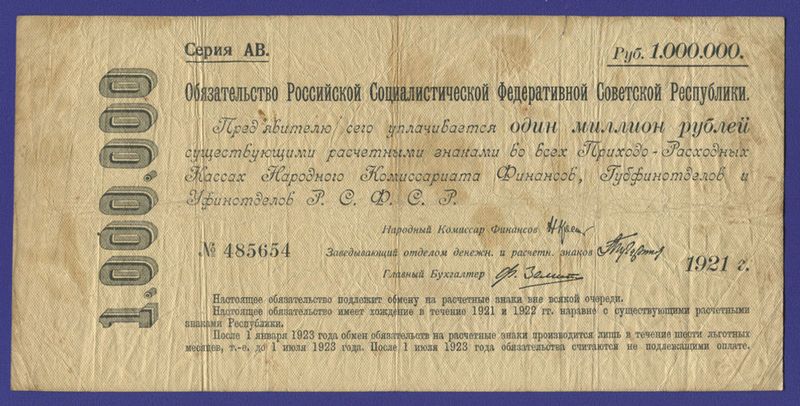 1.000.000
Серия АВ.
Руб. 1.000.000.
Обязательство Российской Социалистической Федеративной Советской Республики.
Предъявителю сего уплачивается один миллион рублей
существующими расчетными знаками во всех Приходо-Расходных
Кассах Народного Комиссариата Финансов, Губфинотделов и
Уфинотделов Р. С. Ф. С. Р.
Народный Комиссар Финансов
№ 485654
Заведывающий отделом денежн. и расчетн. знаков
1921 г.
Главный Бухгалтер
Настоящее обязательство подлежит обмену на расчетные знаки вне всякой очереди.
Настоящее обязательство имеет хождение в течение 1921 и 1922 гг. наравне с существующими расчетными
знаками Республики.
После 1 января 1923 года обмен обязательств на расчетные знаки производится лишь в течение шести льготных
месяцев, т.-е. до 1 июля 1923 года. После 1 июля 1923 года обязательства считаются не подлежащими оплате.